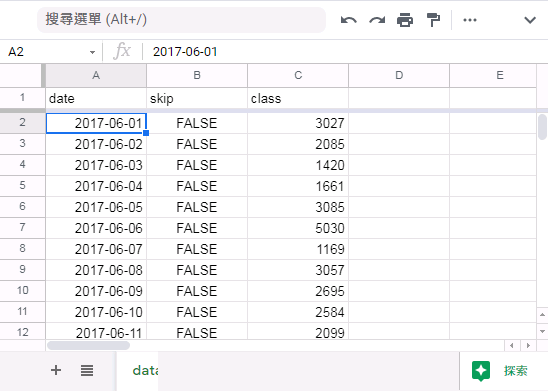 搜尋選單 (Alt+/)
A2 fx 2017-06-01
A B C D E
1 date skip class
2 2017-06-01 FALSE 3027
3 2017-06-02 FALSE 2085
4 2017-06-03 FALSE 1420
5 2017-06-04 FALSE 1661
6 2017-06-05 FALSE 3085
7 2017-06-06 FALSE 5030
8 2017-06-07 FALSE 1169
9 2017-06-08 FALSE 3057
10 2017-06-09 FALSE 2695
11 2017-06-10 FALSE 2584
12 2017-06-11 FALSE 2099
data 探索